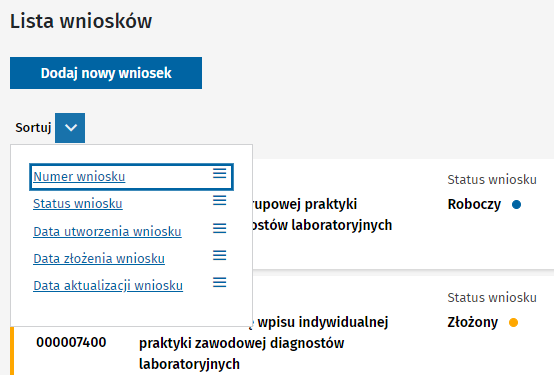 Lista wniosków
Dodaj nowy wniosek
Sortuj
Numer wniosku
Status wniosku
Data utworzenia wniosku
Data złożenia wniosku
Data aktualizacji wniosku
Status wniosku
rupowej praktyki
Roboczy
ostów laboratoryjnych
Status wniosku
wpisu indywidualnej
Złożony
000007400
praktyki zawodowej diagnostów
laboratoryjnych